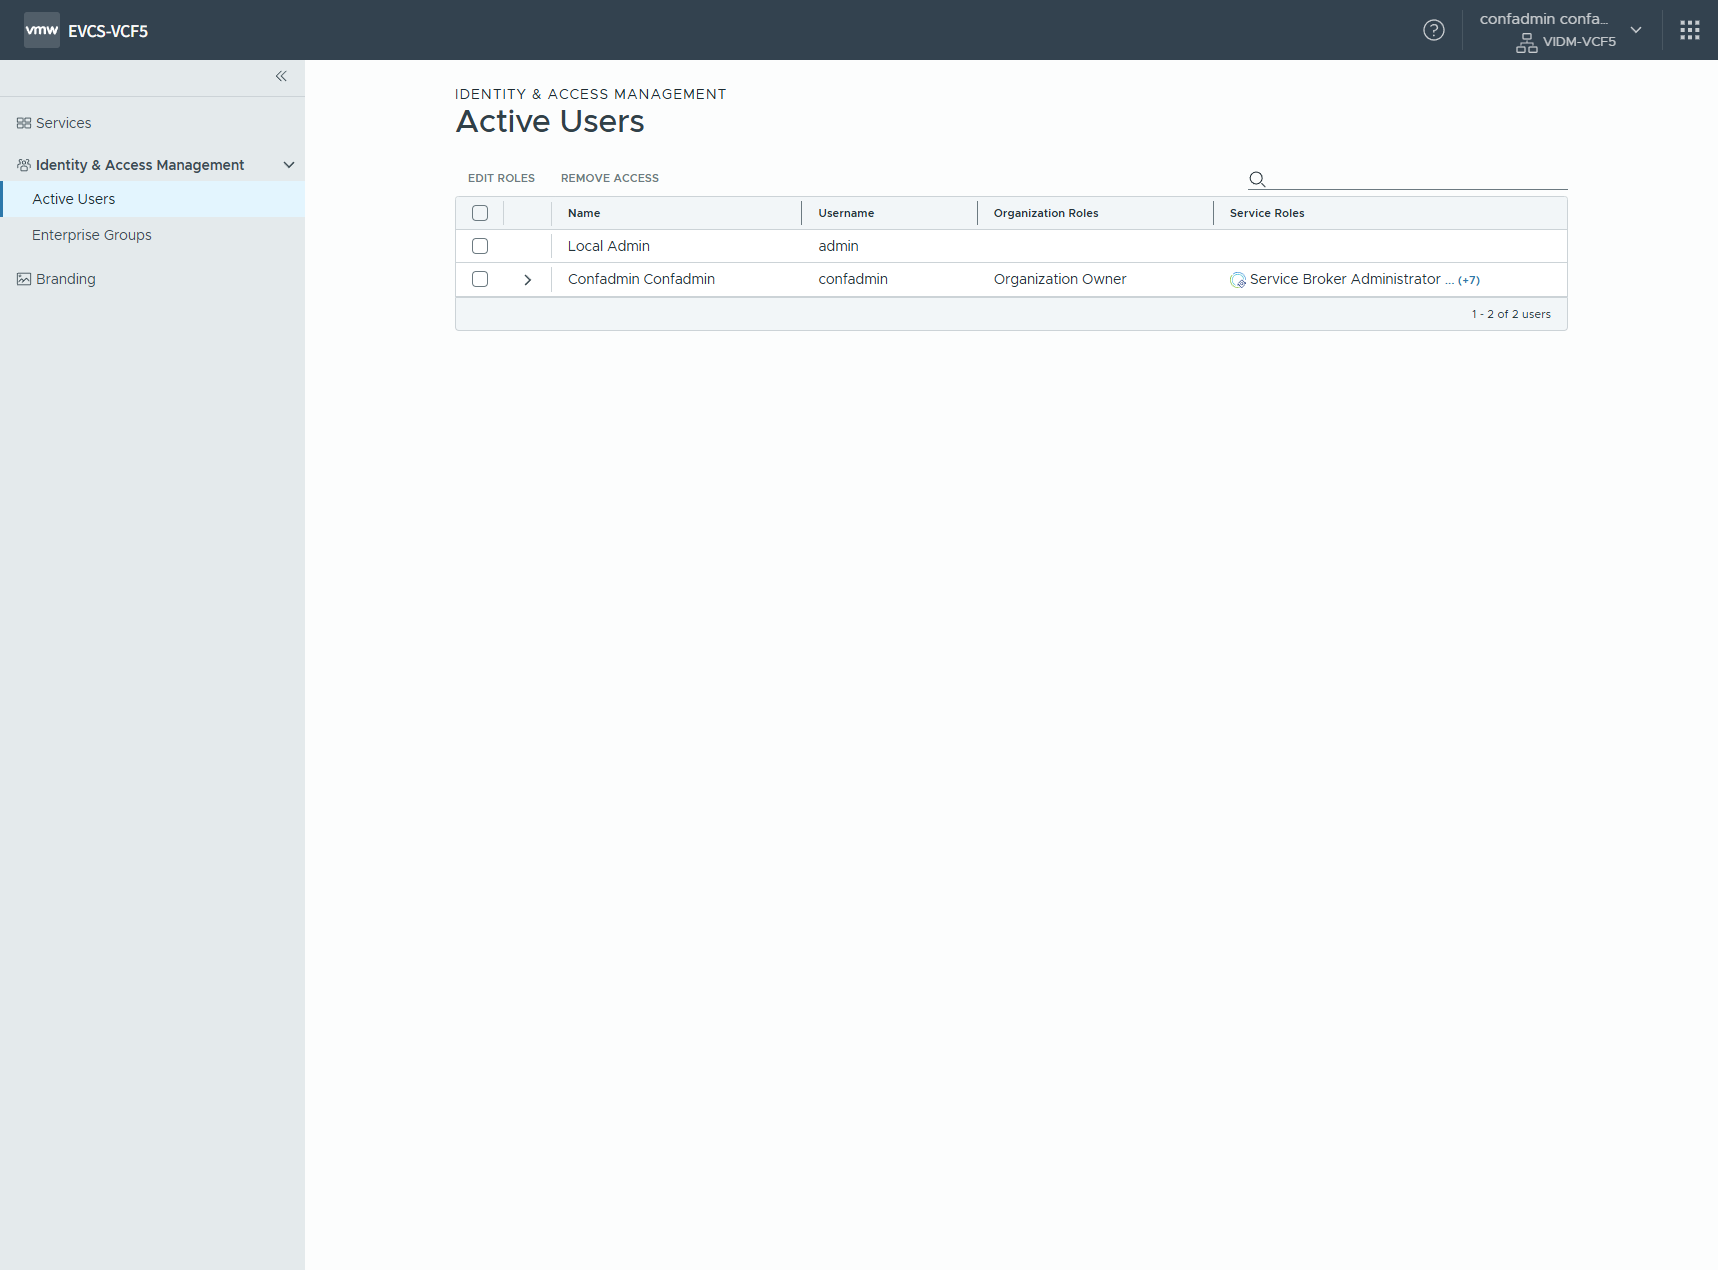 vmw EVCS-VCF5
confadmin confa...
VIDM-VCF5
Services
Identity & Access Management
Active Users
Enterprise Groups
Branding
IDENTITY & ACCESS MANAGEMENT
Active Users
EDIT ROLES REMOVE ACCESS
Name Username Organization Roles Service Roles
Local Admin admin
Confadmin Confadmin confadmin Organization Owner Service Broker Administrator ... (+7)
1 - 2 of 2 users